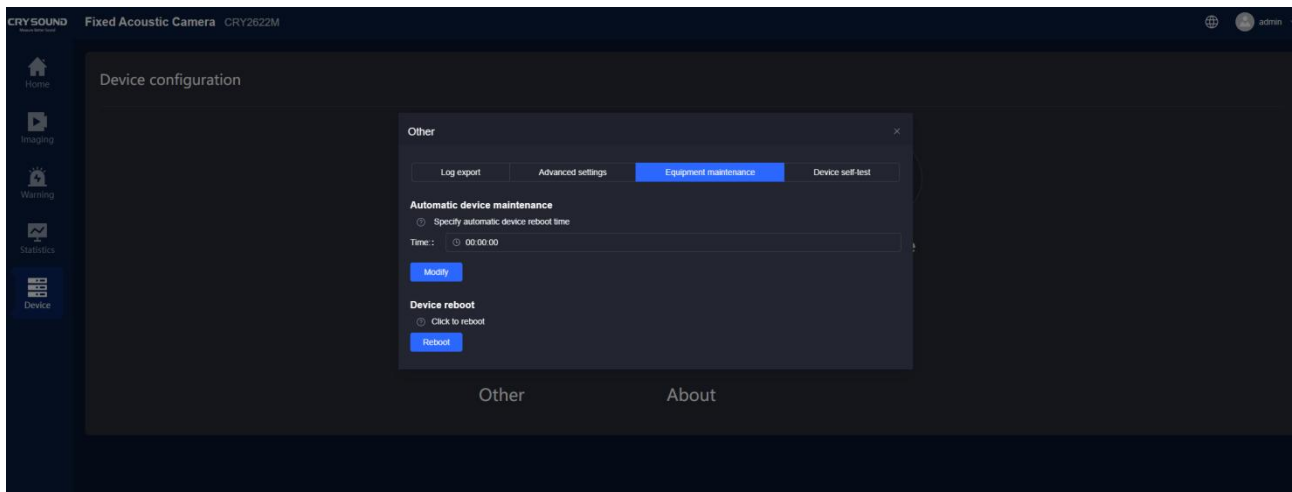 CRYSOUND Fixed Acoustic Camera CRY2622M admin
Home
Device configuration
Imaging
Other
Log export Advanced settings Equipment maintenance Device self-test
Warning
Automatic device maintenance
Specify automatic device reboot time
Statistics
Time:: 00:00:00
Modify
Device
Device reboot
Click to reboot
Reboot
Other About